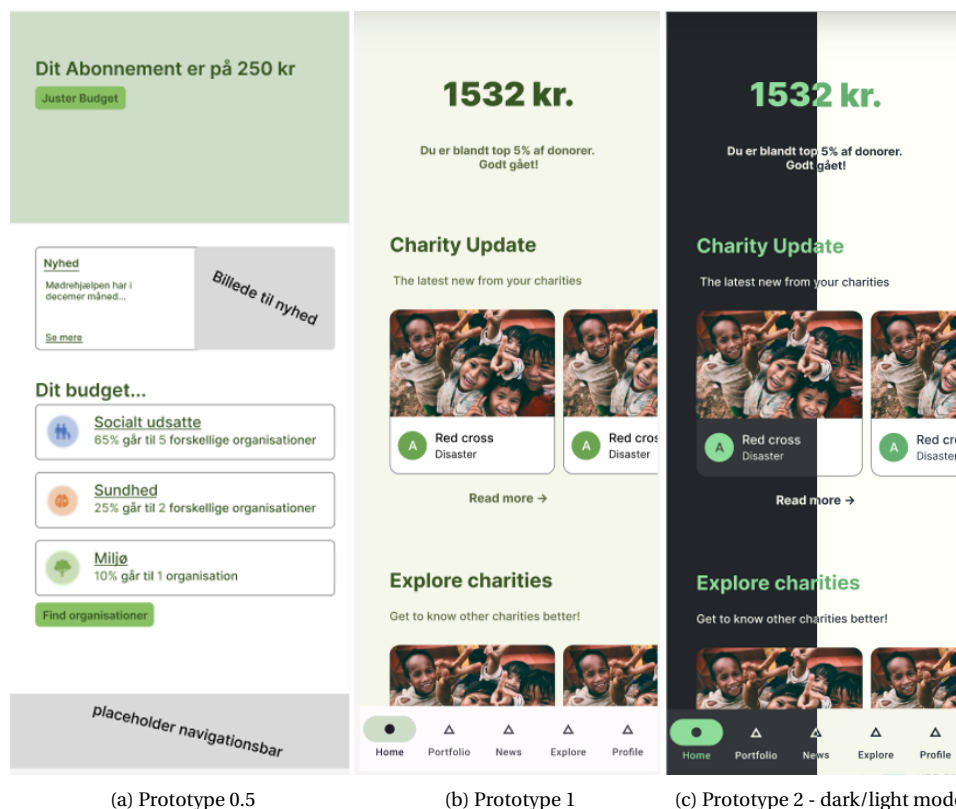 Dit Abonnement er på 250 kr
Juster Budget
Nyhed
Mødrehjælpen har i
decemer måned...
Se mere
Billede til nyhed
Dit budget...
Socialt udsatte
65% går til 5 forskellige organisationer
Sundhed
25% går til 2 forskellige organisationer
Miljø
10% går til 1 organisation
Find organisationer
placeholder navigationsbar
(a) Prototype 0.5
1532 kr.
Du er blandt top 5% af donorer.
Godt gået!
Charity Update
The latest new from your charities
A
Red cross
Disaster
A
Red cros
Disaster
Read more →
Explore charities
Get to know other charities better!
Home Portfolio News Explore Profile
(b) Prototype 1
1532 kr.
Du er blandt top 5% af donorer.
Godt gået!
Charity Update
The latest new from your charities
A
Red cross
Disaster
A
Red cr
Disaste
Read more →
Explore charities
Get to know other charities better!
Home Portfolio News Explore Profile
(c) Prototype 2 - dark/light mod